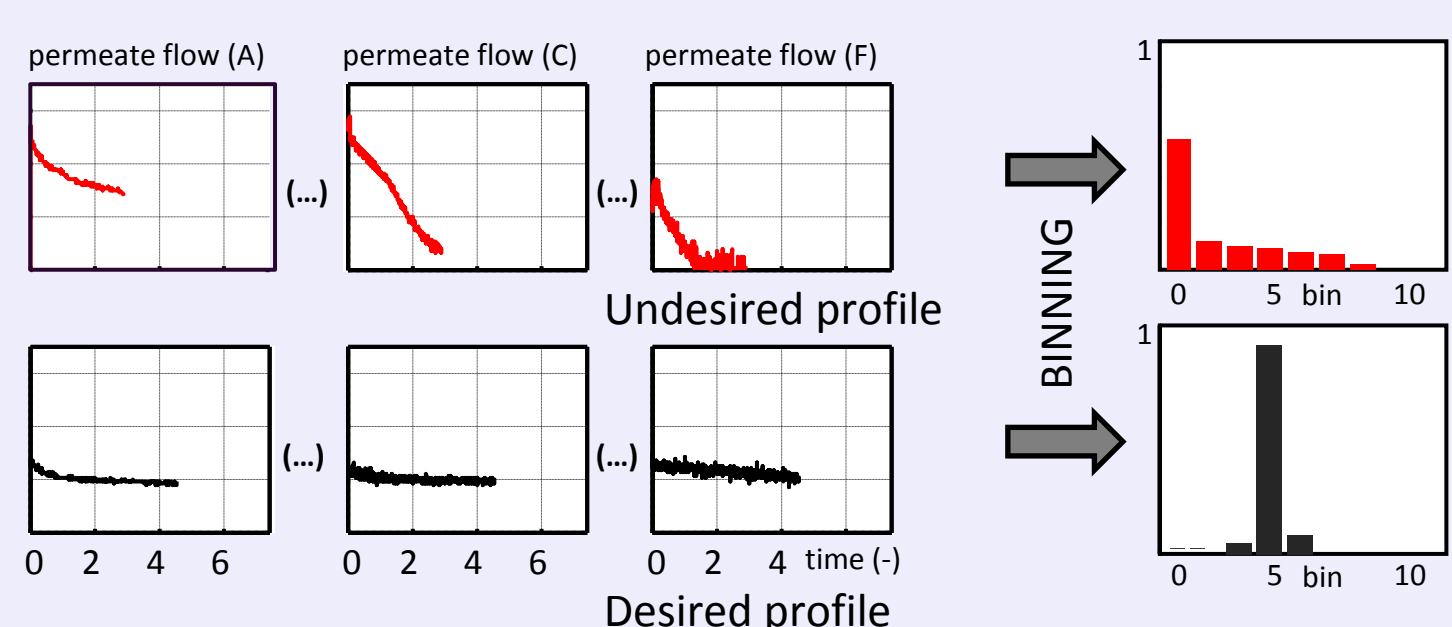 permeate flow (A)
permeate flow (C)
permeate flow (F)
(...)
(...)
Undesired profile
(...)
(...)
0 2 4 6
0 2 4 6
0 2 4 time (-)
Desired profile
BINNING
1
0 5 bin 10
1
0 5 bin 10